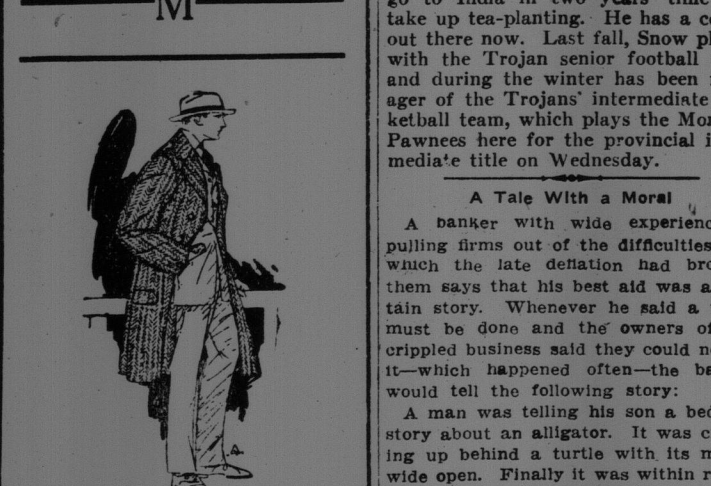 M
go to India in two years' time
take up tea-planting. He has a
out there now. Last fall, Snow
with the Trojan senior football
and during the winter has been
ager of the Trojans' intermediate
ketball team, which plays the
Pawnees here for the provincial
mediate title on Wednesday.
A Tale With a Moral
A banker with wide
pulling firms out of the difficulties
which the late deflation had
them says that his best aid was a
tain story. Whenever he said a
must be done and the owners of
crippled business said they could
it—which happened often—the
would tell the following story:
A man was telling his son a
story about an alligator. It was
ing up behind a turtle with its
wide open. Finally it was within